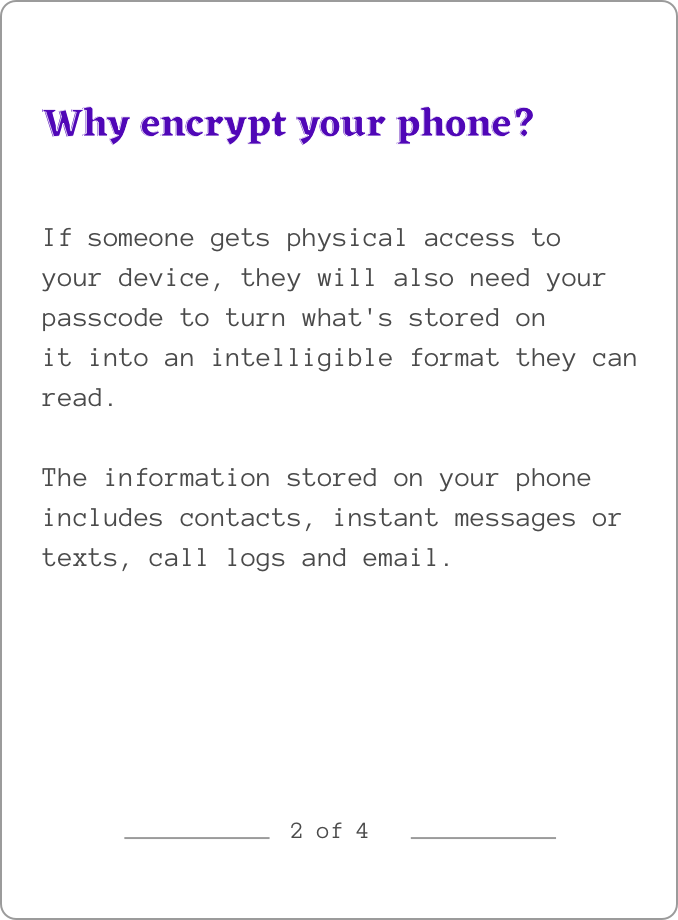 Why encrypt your phone?
If someone gets physical access to
your device, they will also need your
passcode to turn what's stored on
it into an intelligible format they can
read.
The information stored on your phone
includes contacts, instant messages or
texts, call logs and email.
2 of 4